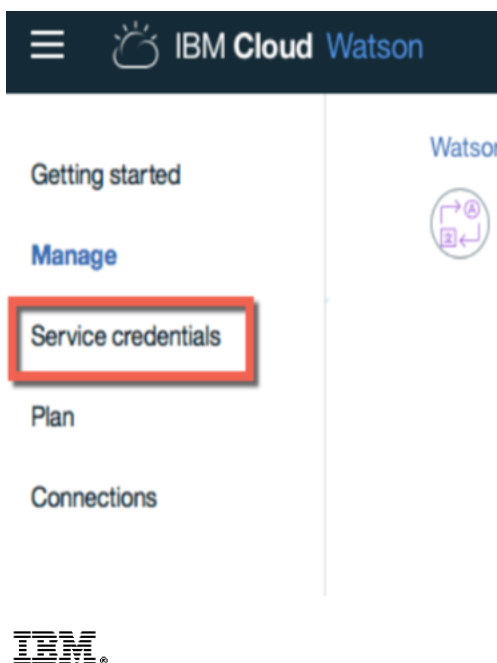 IBM Cloud Watson
Getting started
Manage
Service credentials
Plan
Connections
A
IBM®